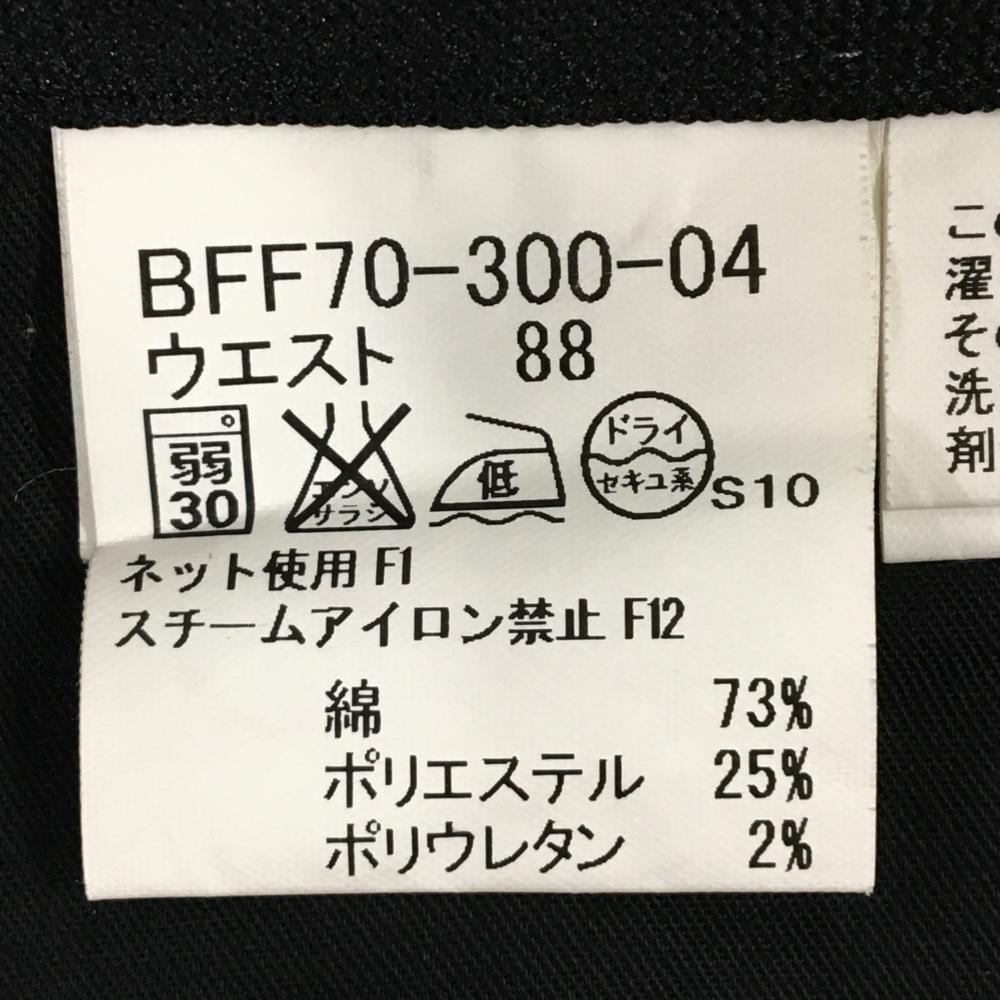 BFF70-300-04
ウエスト 88
弱
30
エンソ
サラシ
低
ドライ
セキユ系
S10
ネット使用 F1
スチームアイロン禁止 F12
綿 73%
ポリエステル 25%
ポリウレタン 2%
こ
濯
そ
洗
剤